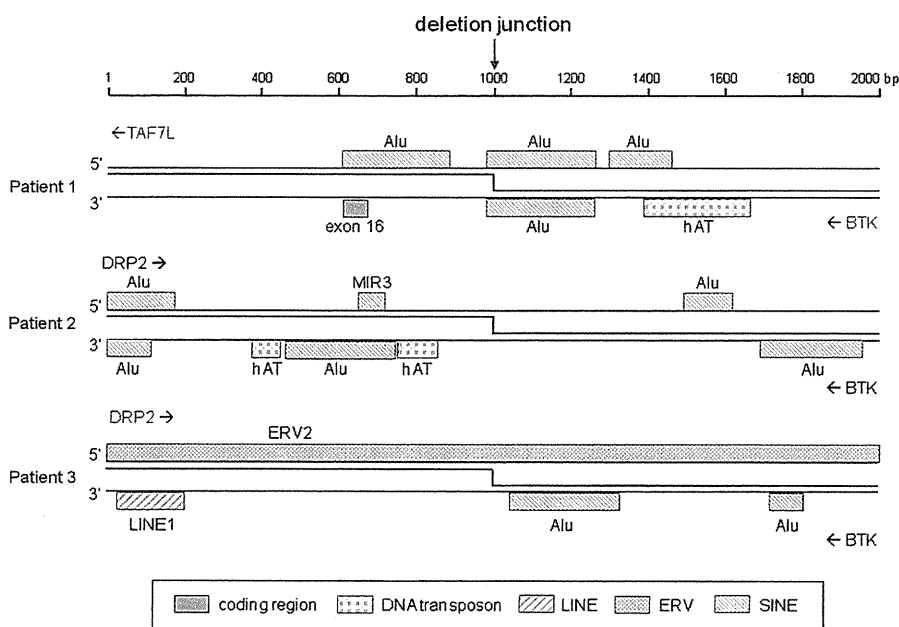 deletion junction
1 200 400 600 800 1000 1200 1400 1600 1800 2000 bp
←TAF7L
Alu Alu Alu
5'
Patient 1
3'
exon 16 Alu hAT
← BTK
DRP2 →
Alu MIR3 Alu
5'
Patient 2
3'
Alu hAT Alu hAT Alu
← BTK
DRP2 →
ERV2
5'
Patient 3
3'
LINE1 Alu Alu
← BTK
coding region DNA transposon LINE ERV SINE